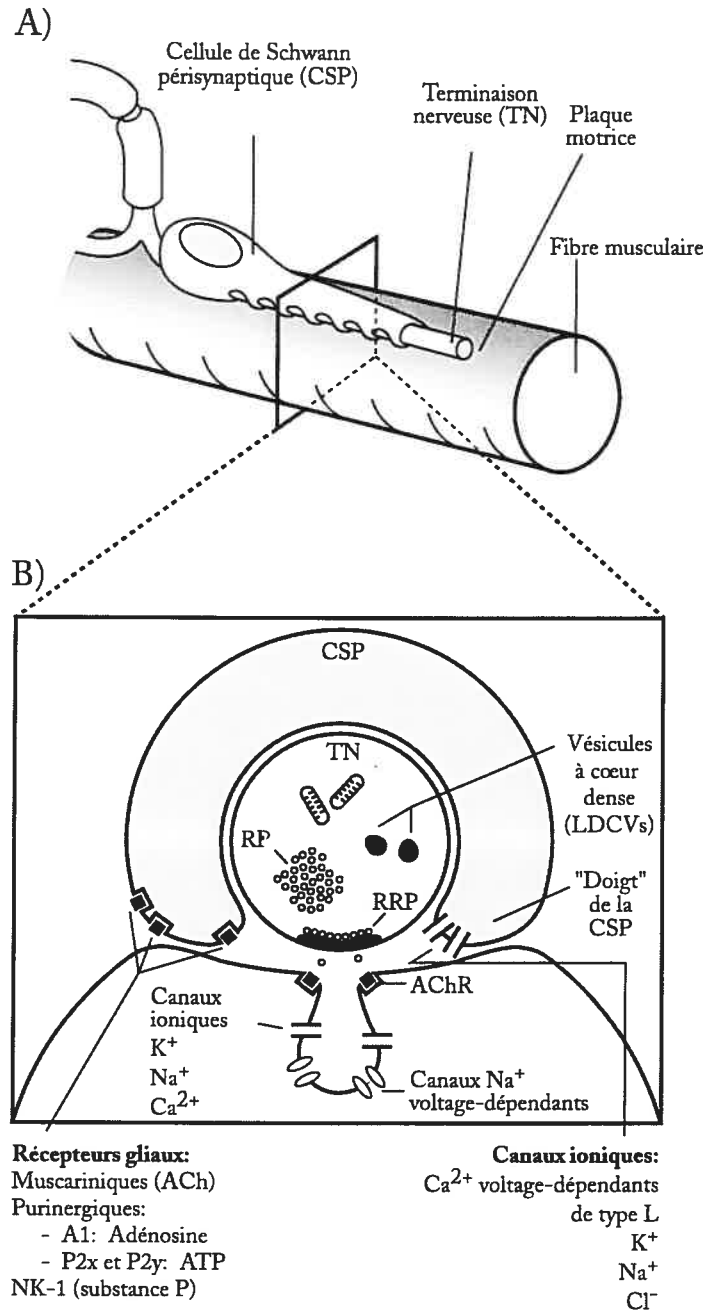 A)
Cellule de Schwann
périsynaptique (CSP)
Terminaison
nerveuse (TN)
Plaque
motrice
Fibre musculaire
B)
CSP
TN
Vésicules
à cœur
dense
(LDCVs)
RP
RRP
"Doigt"
de la
CSP
AChR
Canaux
ioniques
K+
Na+
Ca2+
Canaux Na+
voltage-dépendants
Récepteurs gliaux:
Muscariniques (ACh)
Purinergiques:
- A1: Adénosine
- P2x et P2y: ATP
NK-1 (substance P)
Canaux ioniques:
Ca2+ voltage-dépendants
de type L
K+
Na+
Cl-